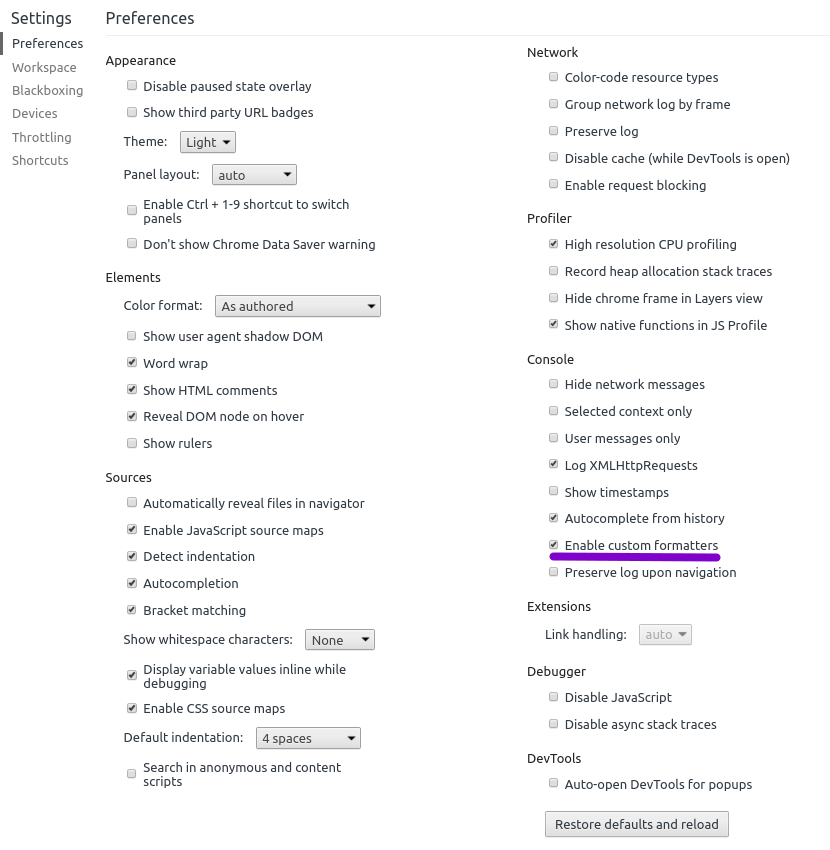 Settings
Preferences
Workspace
Blackboxing
Devices
Throttling
Shortcuts
Preferences
Appearance
Disable paused state overlay
Show third party URL badges
Theme: Light
Panel layout: auto
Enable Ctrl + 1-9 shortcut to switch
panels
Don't show Chrome Data Saver warning
Elements
Color format: As authored
Show user agent shadow DOM
Word wrap
Show HTML comments
Reveal DOM node on hover
Show rulers
Sources
Automatically reveal files in navigator
Enable JavaScript source maps
Detect indentation
Autocompletion
Bracket matching
Show whitespace characters: None
Display variable values inline while
debugging
Enable CSS source maps
Default indentation: 4 spaces
Search in anonymous and content
scripts
Network
Color-code resource types
Group network log by frame
Preserve log
Disable cache (while DevTools is open)
Enable request blocking
Profiler
High resolution CPU profiling
Record heap allocation stack traces
Hide chrome frame in Layers view
Show native functions in JS Profile
Console
Hide network messages
Selected context only
User messages only
Log XMLHttpRequests
Show timestamps
Autocomplete from history
Enable custom formatters
Preserve log upon navigation
Extensions
Link handling: auto
Debugger
Disable JavaScript
Disable async stack traces
DevTools
Auto-open DevTools for popups
Restore defaults and reload